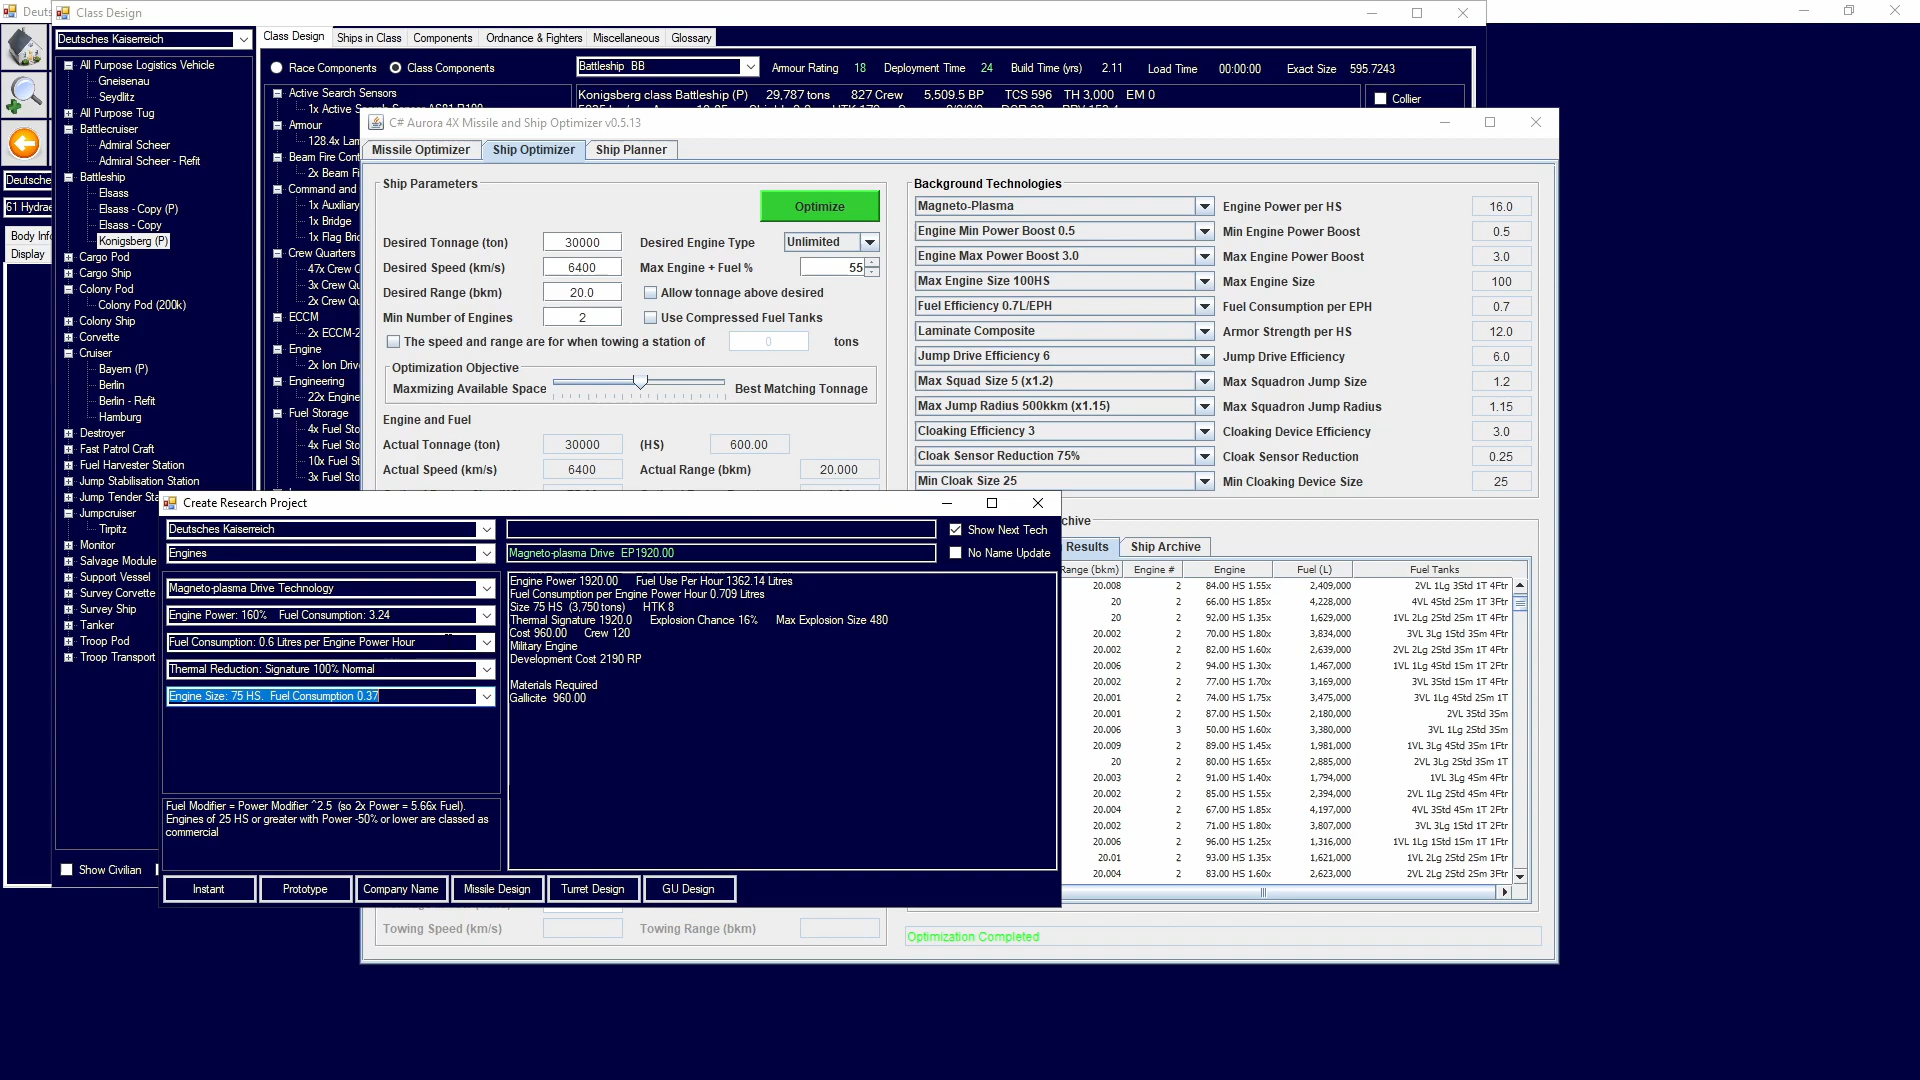 Deuts
Class Design
Deutsches Kaiserreich
Deutsche
61 Hydrae
Body Info
Display
All Purpose Logistics Vehicle
Gneisenau
Seydlitz
All Purpose Tug
Battlecruiser
Admiral Scheer
Admiral Scheer - Refit
Battleship
Elsass
Elsass - Copy (P)
Elsass - Copy
Konigsberg (P)
Cargo Pod
Cargo Ship
Colony Pod
Colony Pod (200k)
Colony Ship
Corvette
Cruiser
Bayern (P)
Berlin
Berlin - Refit
Hamburg
Destroyer
Fast Patrol Craft
Fuel Harvester Station
Jump Stabilisation Station
Jump Tender Sta
Jumpcruiser
Tirpitz
Monitor
Salvage Module
Support Vessel
Survey Corvette
Survey Ship
Tanker
Troop Pod
Troop Transport
Show Civilian
Class Design Ships in Class Components Ordnance & Fighters Miscellaneous Glossary
Race Components Class Components Battleship BB Amour Rating 18 Deployment Time 24 Build Time (yrs) 2.11 Load Time 00:00:00 Exact Size 595.7243
Konigsberg class Battleship (P) 29,787 tons 827 Crew 5,509.5 BP TCS 596 TH 3,000 EM 0
Collier
Active Search Sensors
Armour
128.4x Lam
Beam Fire Cont
2x Beam Fi
Command and
1x Auxiliary
1x Bridge
1x Flag Brid
Crew Quarters
47x Crew Q
3x Crew Qu
2x Crew Qu
ECCM
2x ECCM-2
Engine
2x Ion Drive
Engineering
22x Engine
Fuel Storage
4x Fuel Sto
4x Fuel Sto
10x Fuel St
3x Fuel Sto
C# Aurora 4X Missile and Ship Optimizer v0.5.13
Missile Optimizer Ship Optimizer Ship Planner
Ship Parameters
Optimize
Desired Tonnage (ton) 30000 Desired Engine Type Unlimited
Desired Speed (km/s) 6400 Max Engine + Fuel % 55
Desired Range (bkm) 20.0 Allow tonnage above desired
Min Number of Engines 2 Use Compressed Fuel Tanks
The speed and range are for when towing a station of 0 tons
Optimization Objective
Maxmizing Available Space Best Matching Tonnage
Engine and Fuel
Actual Tonnage (ton) 30000 (HS) 600.00
Actual Speed (km/s) 6400 Actual Range (bkm) 20.000
Towing Speed (km/s) Towing Range (bkm)
Background Technologies
Magneto-Plasma Engine Power per HS 16.0
Engine Min Power Boost 0.5 Min Engine Power Boost 0.5
Engine Max Power Boost 3.0 Max Engine Power Boost 3.0
Max Engine Size 100HS Max Engine Size 100
Fuel Efficiency 0.7L/EPH Fuel Consumption per EPH 0.7
Laminate Composite Armor Strength per HS 12.0
Jump Drive Efficiency 6 Jump Drive Efficiency 6.0
Max Squad Size 5 (x1.2) Max Squadron Jump Size 1.2
Max Jump Radius 500kkm (x1.15) Max Squadron Jump Radius 1.15
Cloaking Efficiency 3 Cloaking Device Efficiency 3.0
Cloak Sensor Reduction 75% Cloak Sensor Reduction 0.25
Min Cloak Size 25 Min Cloaking Device Size 25
chive
Results Ship Archive
Range (bkm) Engine # Engine Fuel (L) Fuel Tanks
20.008 2 84.00 HS 1.55x 2,409,000 2VL 1Lg 3Std 1T 4Ftr
20 2 66.00 HS 1.85x 4,228,000 4VL 4Std 2Sm 1T 3Ftr
20 2 92.00 HS 1.35x 1,629,000 1VL 2Lg 2Std 2Sm 1T
20.002 2 70.00 HS 1.80x 3,834,000 3VL 3Lg 1Std 4Sm 1T
20.002 2 82.00 HS 1.60x 2,639,000 2VL 2Std 2Sm 1T 3Ftr
20.006 2 94.00 HS 1.30x 1,467,000 1VL 1Lg 2Std 4Sm 1T
20.002 2 77.00 HS 1.70x 3,169,000 3VL 3Std 1Sm 1T 4Ftr
20.001 2 74.00 HS 1.75x 3,475,000 3VL 1Lg 4Std 2Sm 1T
20.001 2 87.00 HS 1.50x 2,180,000 2VL 3Std 3Sm
20.006 3 50.00 HS 1.60x 3,380,000 3VL 1Lg 2Std 3Sm
20.009 2 89.00 HS 1.45x 1,981,000 1VL 3Lg 4Std 3Sm 1Ftr
20 2 80.00 HS 1.65x 2,885,000 2VL 3Lg 2Std 3Sm 1T
20.003 2 91.00 HS 1.40x 1,794,000 1VL 3Lg 4Sm 4Ftr
20.002 2 85.00 HS 1.55x 2,394,000 2VL 1Lg 2Std 4Sm 4Ftr
20.004 2 67.00 HS 1.85x 4,197,000 4VL 3Std 4Sm 1T 2Ftr
20.002 2 71.00 HS 1.80x 3,807,000 3VL 3Lg 1Std 1T 2Ftr
20.006 2 96.00 HS 1.25x 1,316,000 1VL 1Lg 1Std 1Sm 1Ftr
20.01 2 93.00 HS 1.35x 1,621,000 1VL 2Lg 2Std 2Sm 1Ftr
20.004 2 83.00 HS 1.60x 2,623,000 2VL 2Lg 2Std 2Sm 3Ftr
Optimization Completed
Create Research Project
Deutsches Kaiserreich
Show Next Tech
Engines Magneto-plasma Drive EP1920.00 No Name Update
Magneto-plasma Drive Technology
Engine Power: 160% Fuel Consumption: 3.24
Fuel Consumption: 0.6 Litres per Engine Power Hour
Thermal Reduction: Signature 100% Normal
Engine Size: 75 HS. Fuel Consumption 0.37
Engine Power 1920.00 Fuel Use Per Hour 1362.14 Litres
Fuel Consumption per Engine Power Hour 0.709 Litres
Size 75 HS (3,750 tons) HTK 8
Thermal Signature 1920.0 Explosion Chance 16% Max Explosion Size 480
Cost 960.00 Crew 120
Military Engine
Development Cost 2190 RP
Materials Required
Gallicite 960.00
Fuel Modifier = Power Modifier ^2.5 (so 2x Power = 5.66x Fuel).
Engines of 25 HS or greater with Power -50% or lower are classed as
commercial
Instant Prototype Company Name Missile Design Turret Design GU Design